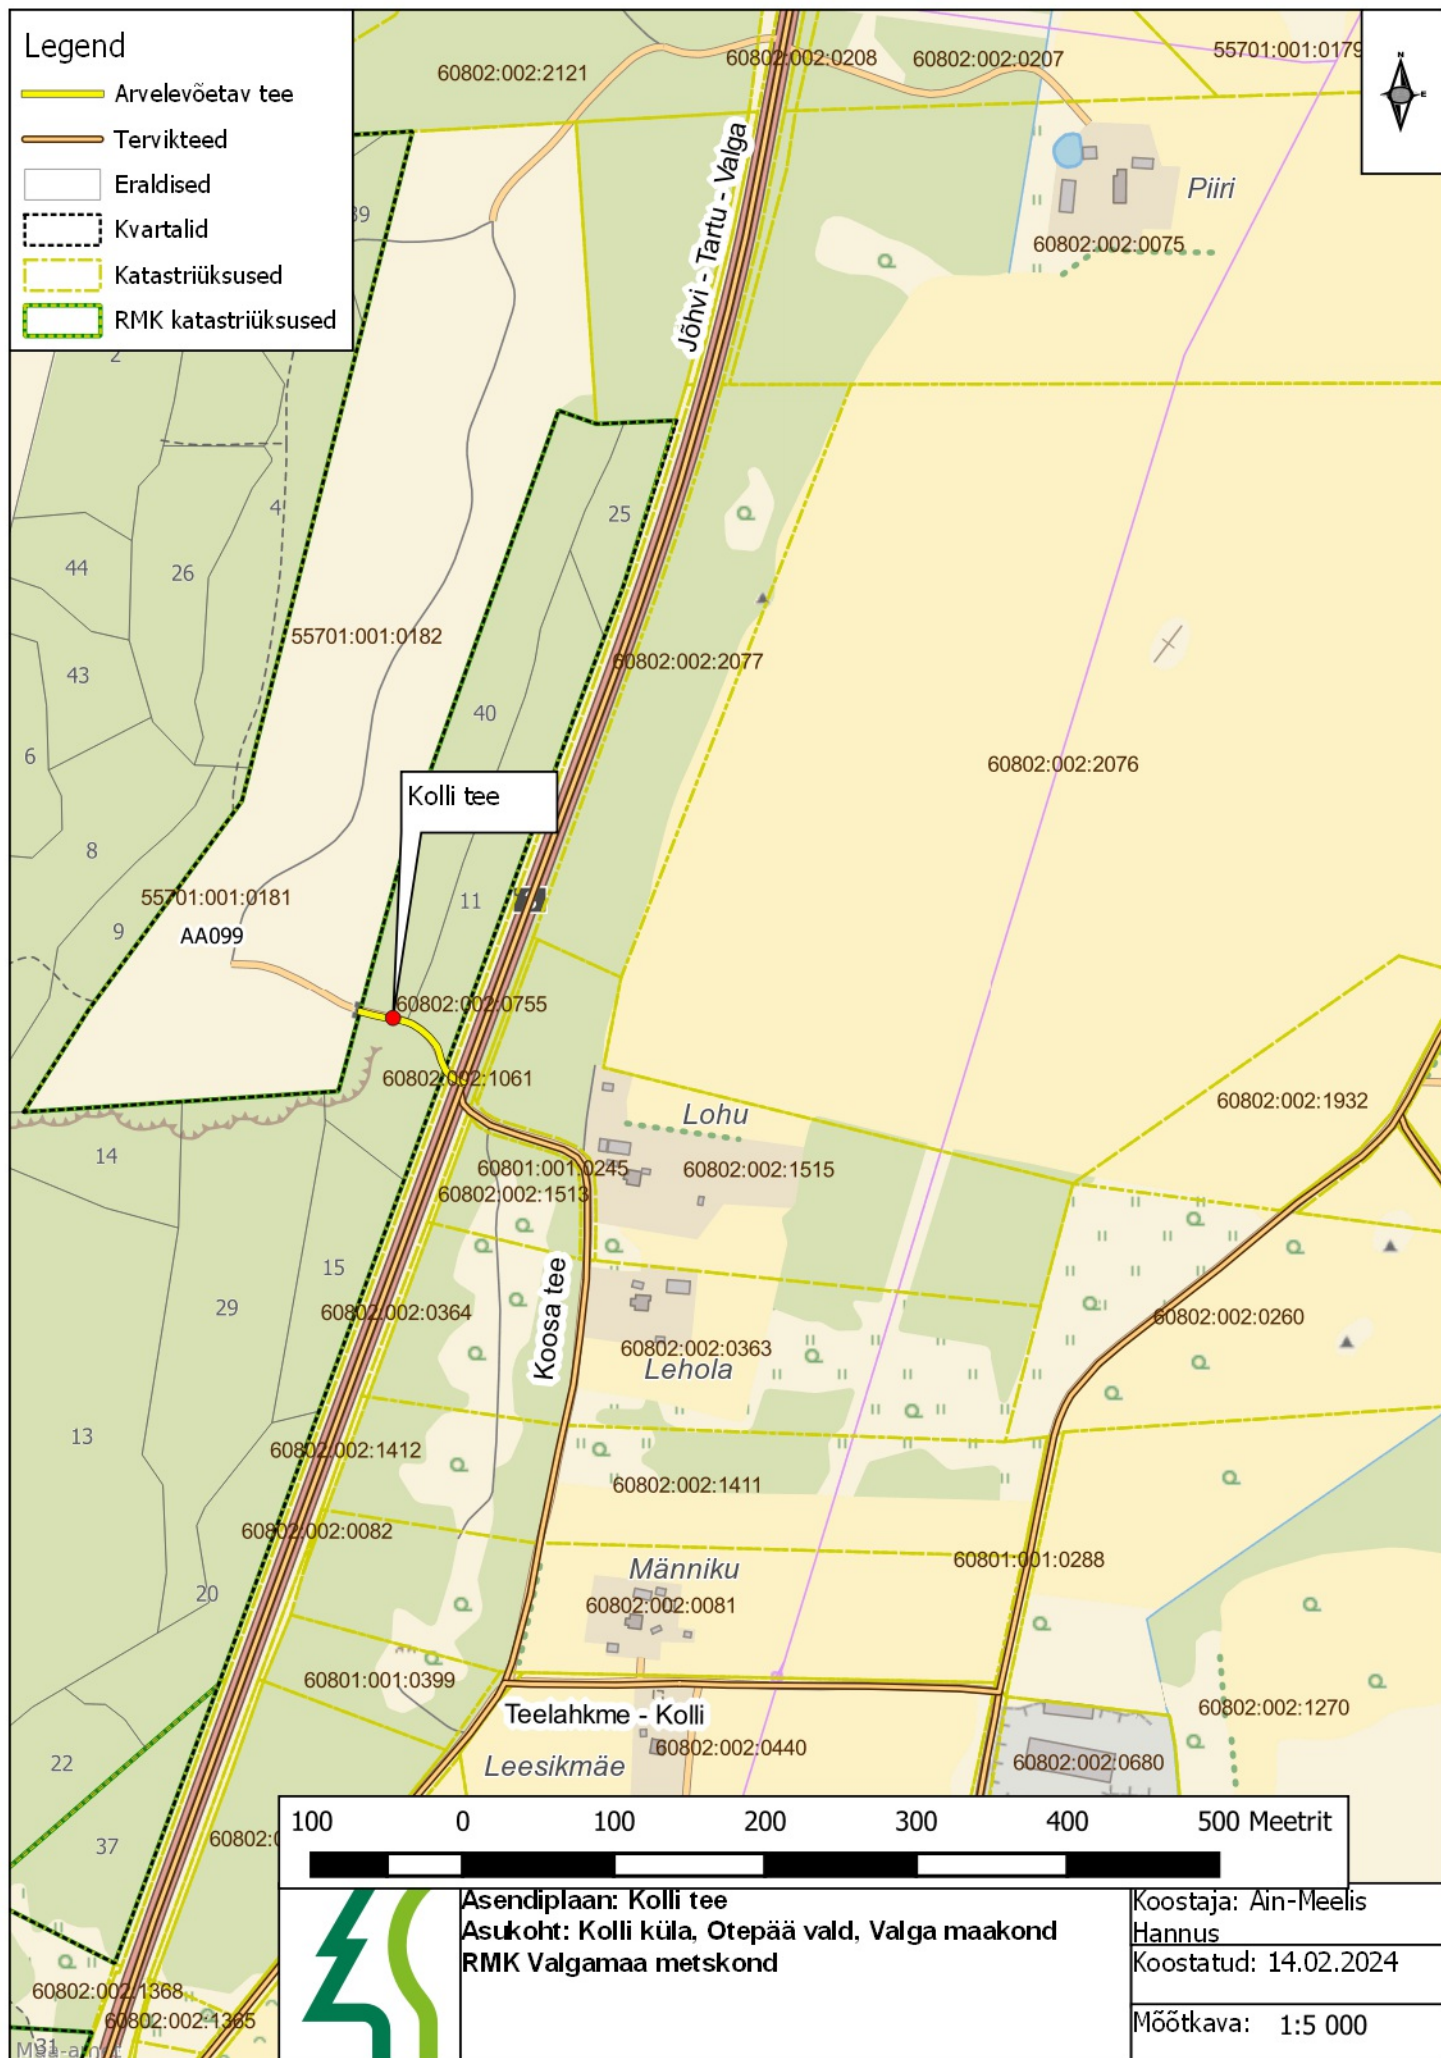 Legend
Arvelevõetav tee
Tervikteed
Eraldised
Kvartalid
Katastriüksused
RMK katastriüksused
N
E
60802:002:2121
60802:002:0208
60802:002:0207
55701:001:0179
Jõhvi - Tartu - Valga
Piiri
60802:002:0075
39
2
4
25
44
26
55701:001:0182
60802:002:2077
43
40
6
60802:002:2076
Kolli tee
8
55701:001:0181
11
9
AA099
60802:002:0755
60802:002:1061
60802:002:1932
Lohu
14
60801:001:0245
60802:002:1515
60802:002:1513
15
Koosa tee
29
60802:002:0364
60802:002:0260
60802:002:0363
Lehola
13
60802:002:1412
60802:002:1411
60802:002:0082
60801:001:0288
Männiku
20
60802:002:0081
60801:001:0399
60802:002:1270
Teelahkme - Kolli
22
60802:002:0440
60802:002:0680
Leesikmäe
37
100 0 100 200 300 400 500 Meetrit
Asendiplaan: Kolli tee
Asukoht: Kolli küla, Otepää vald, Valga maakond
RMK Valgamaa metskond
Koostaja: Ain-Meelis
Hannus
Koostatud: 14.02.2024
Mõõtkava: 1:5 000
60802:002:1368
60802:002:1365
31